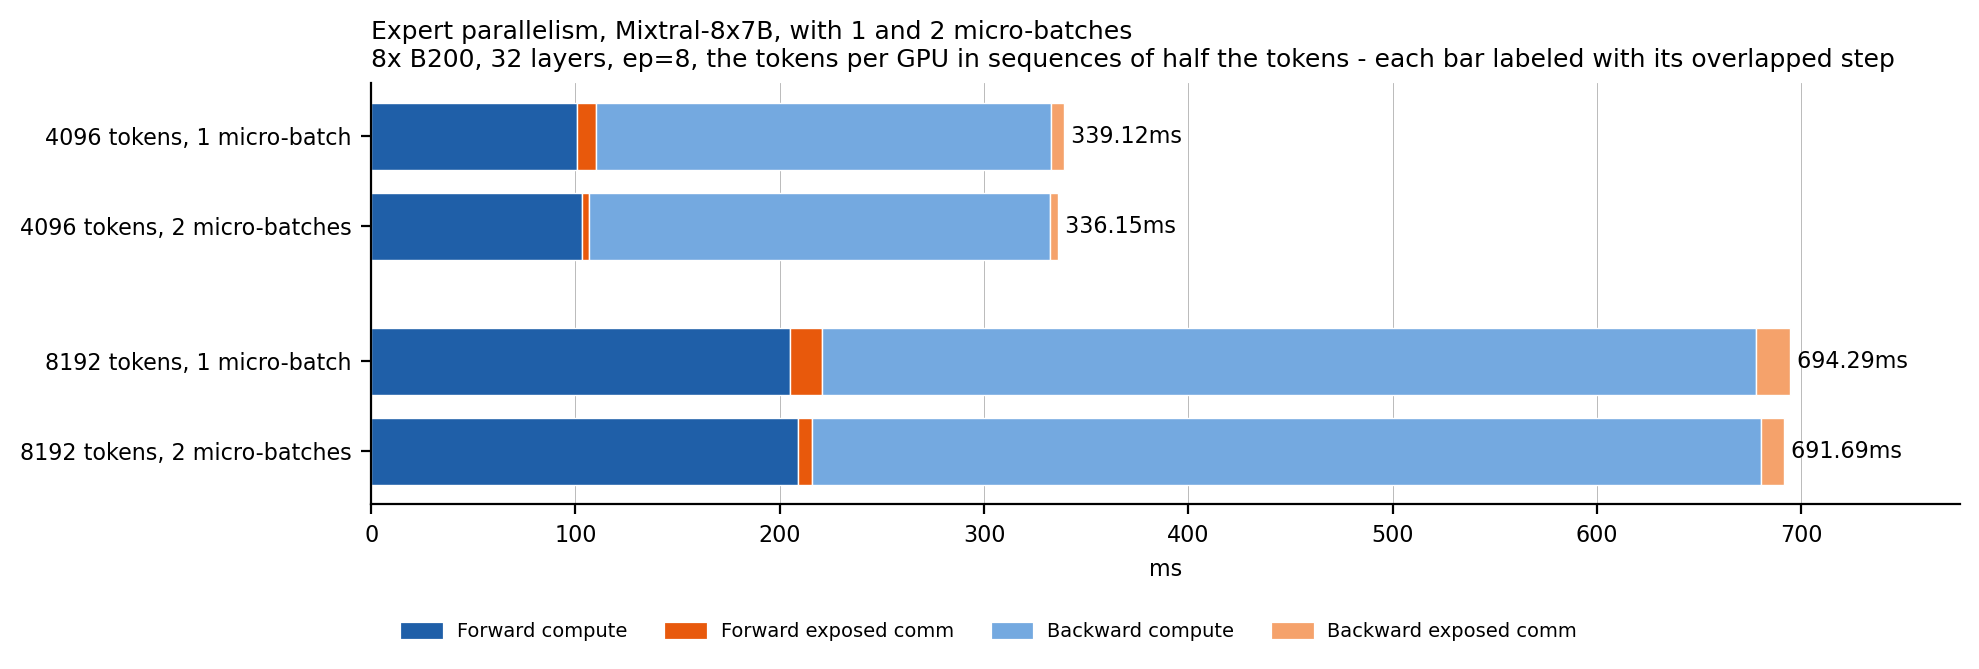 Expert parallelism, Mixtral-8x7B, with 1 and 2 micro-batches
8x B200, 32 layers, ep=8, the tokens per GPU in sequences of half the tokens - each bar labeled with its overlapped step
4096 tokens, 1 micro-batch
339.12ms
4096 tokens, 2 micro-batches
336.15ms
8192 tokens, 1 micro-batch
694.29ms
8192 tokens, 2 micro-batches
691.69ms
0 100 200 300 400 500 600 700
ms
Forward compute Forward exposed comm Backward compute Backward exposed comm